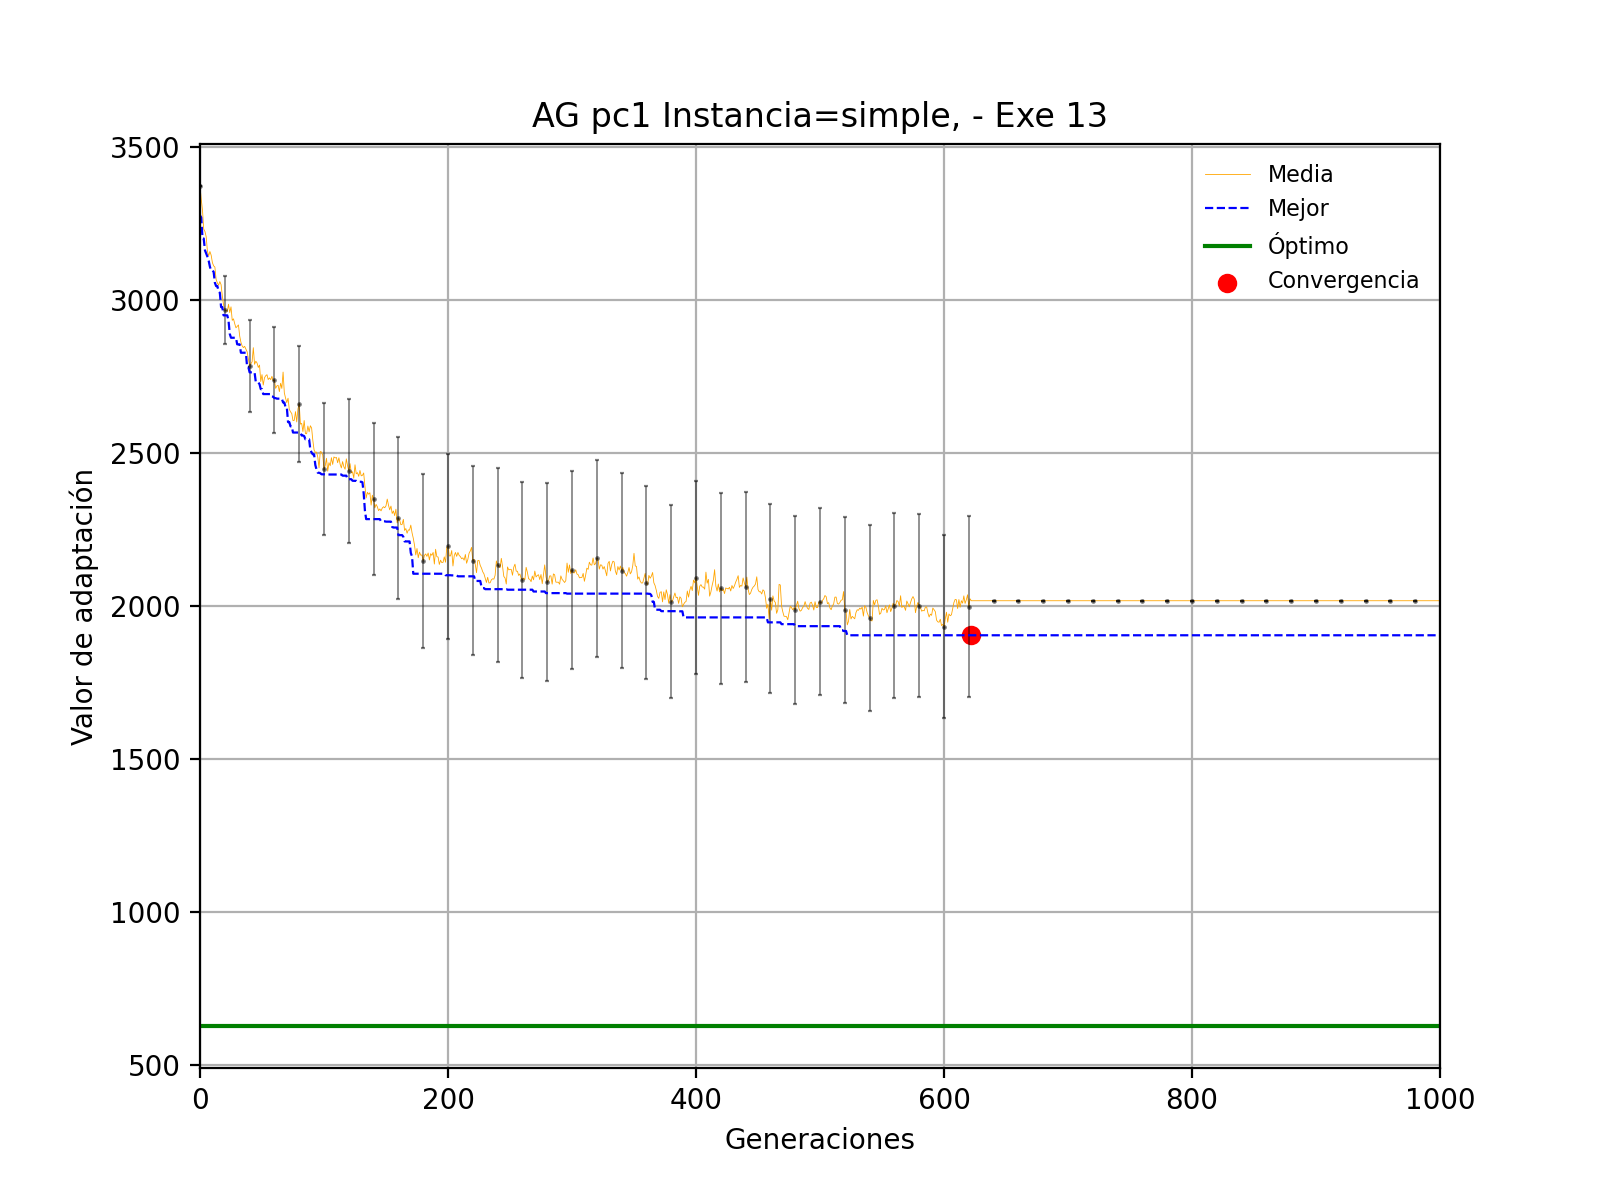 AG pc1 Instancia=simple, - Exe 13
3500
3000
2500
2000
1500
1000
500
Valor de adaptación
Media
Mejor
Óptimo
Convergencia
0 200 400 600 800 1000
Generaciones